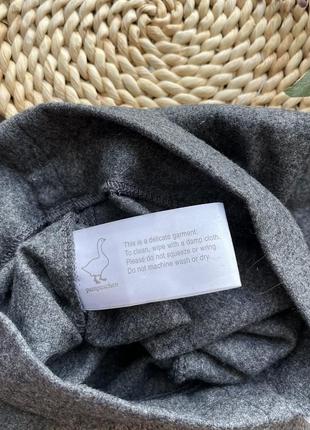 This is a delicate garment.
To clean, wipe with a damp cloth.
Please do not squeeze or wring
Do not machine wash or dry.